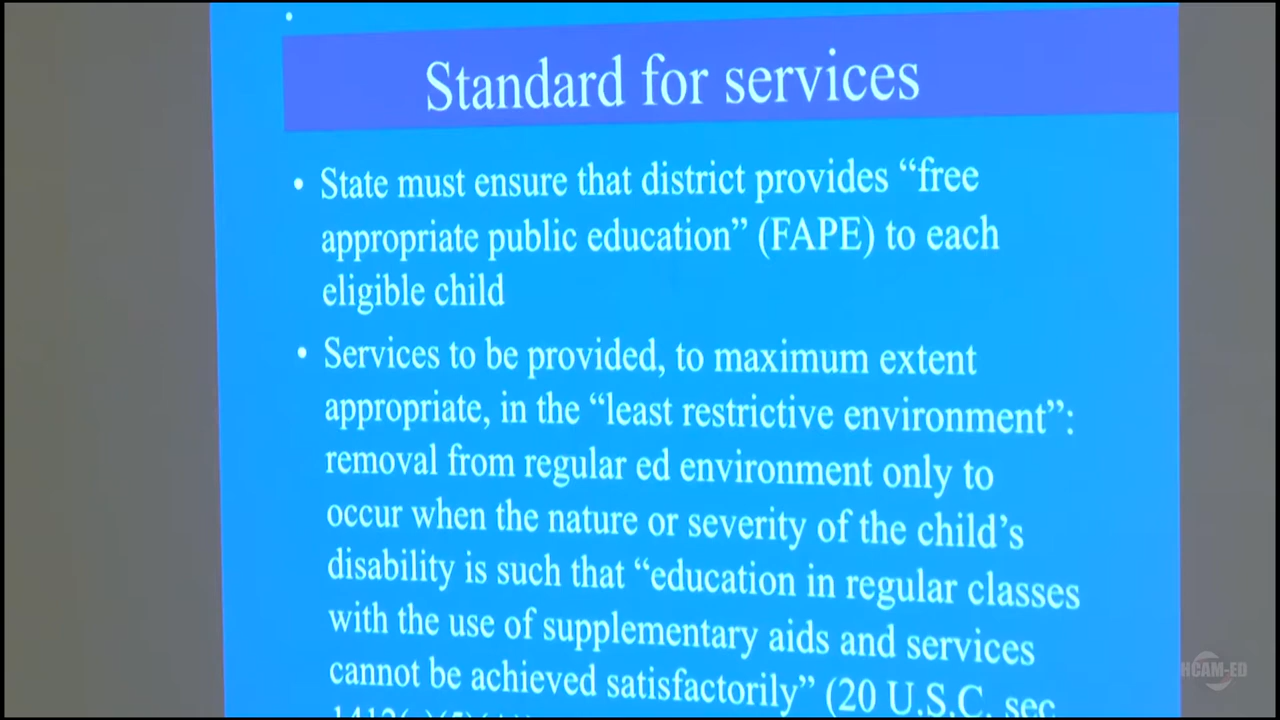 Standard for services
• State must ensure that district provides “free
appropriate public education” (FAPE) to each
eligible child
• Services to be provided, to maximum extent
appropriate, in the “least restrictive environment”:
removal from regular ed environment only to
occur when the nature or severity of the child’s
disability is such that “education in regular classes
with the use of supplementary aids and services
cannot be achieved satisfactorily” (20 U.S.C. sec
HCAM-ED